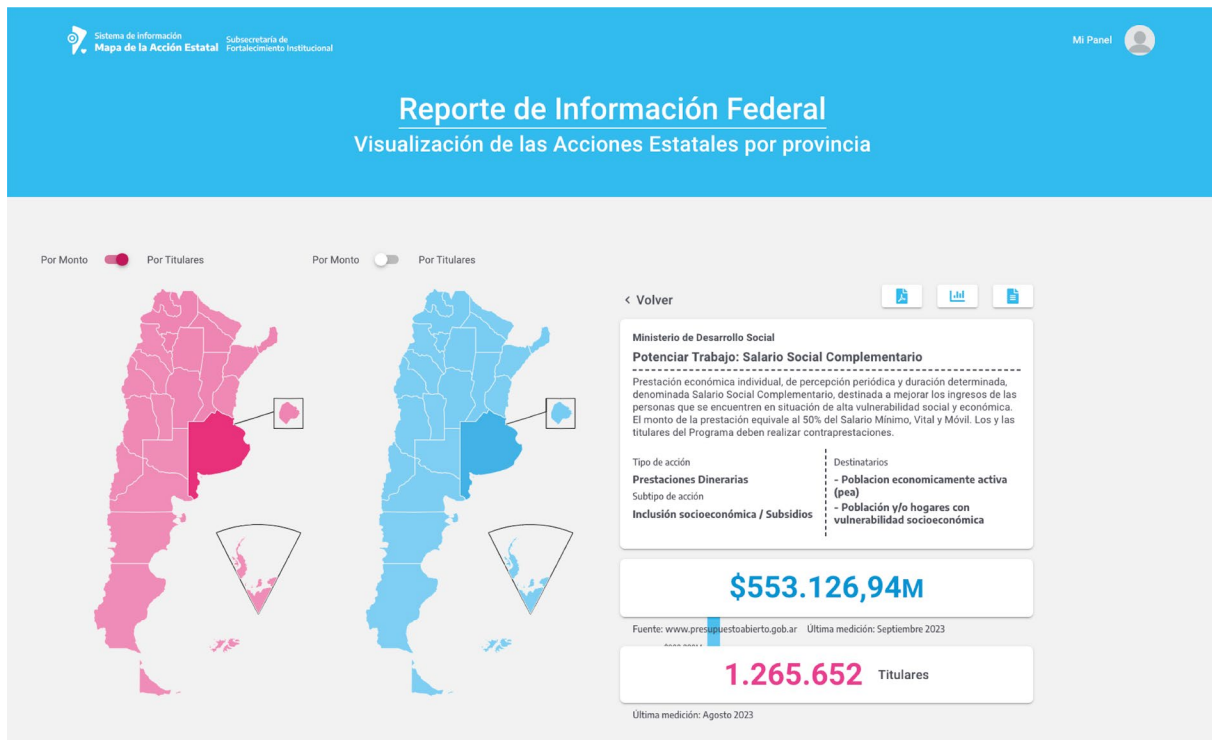 Sistema de información
Mapa de la Acción Estatal
Subsecretaría de
Fortalecimiento Institucional
Mi Panel
Reporte de Información Federal
Visualización de las Acciones Estatales por provincia
Por Monto Por Titulares
Por Monto Por Titulares
< Volver
Ministerio de Desarrollo Social
Potenciar Trabajo: Salario Social Complementario
Prestación económica individual, de percepción periódica y duración determinada,
denominada Salario Social Complementario, destinada a mejorar los ingresos de las
personas que se encuentren en situación de alta vulnerabilidad social y económica.
El monto de la prestación equivale al 50% del Salario Mínimo, Vital y Móvil. Los y las
titulares del Programa deben realizar contraprestaciones.
Tipo de acción
Prestaciones Dinerarias
Subtipo de acción
Inclusión socioeconómica / Subsidios
Destinatarios
- Poblacion economicamente activa
(pea)
- Población y/o hogares con
vulnerabilidad socioeconómica
$553.126,94M
Fuente: www.presupuestoabierto.gob.ar Última medición: Septiembre 2023
1.265.652 Titulares
Última medición: Agosto 2023